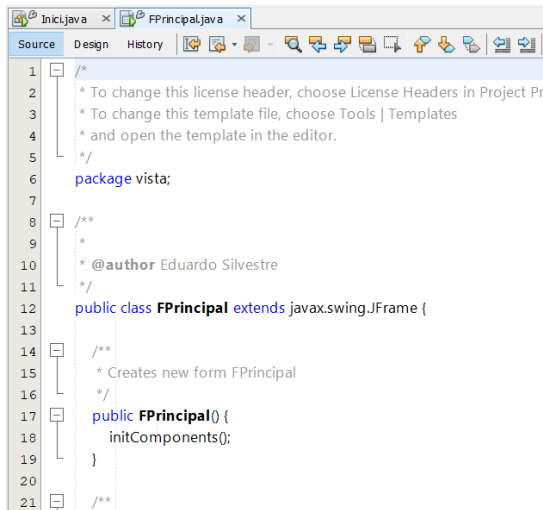 Inici.java × FPrincipal.java ×
Source Design History
1 /*
2 * To change this license header, choose License Headers in Project Pr
3 * To change this template file, choose Tools | Templates
4 * and open the template in the editor.
5 */
6 package vista;
7
8 /**
9 *
10 * @author Eduardo Silvestre
11 */
12 public class FPrincipal extends javax.swing.JFrame {
13
14 /**
15 * Creates new form FPrincipal
16 */
17 public FPrincipal() {
18 initComponents();
19 }
20
21 /**